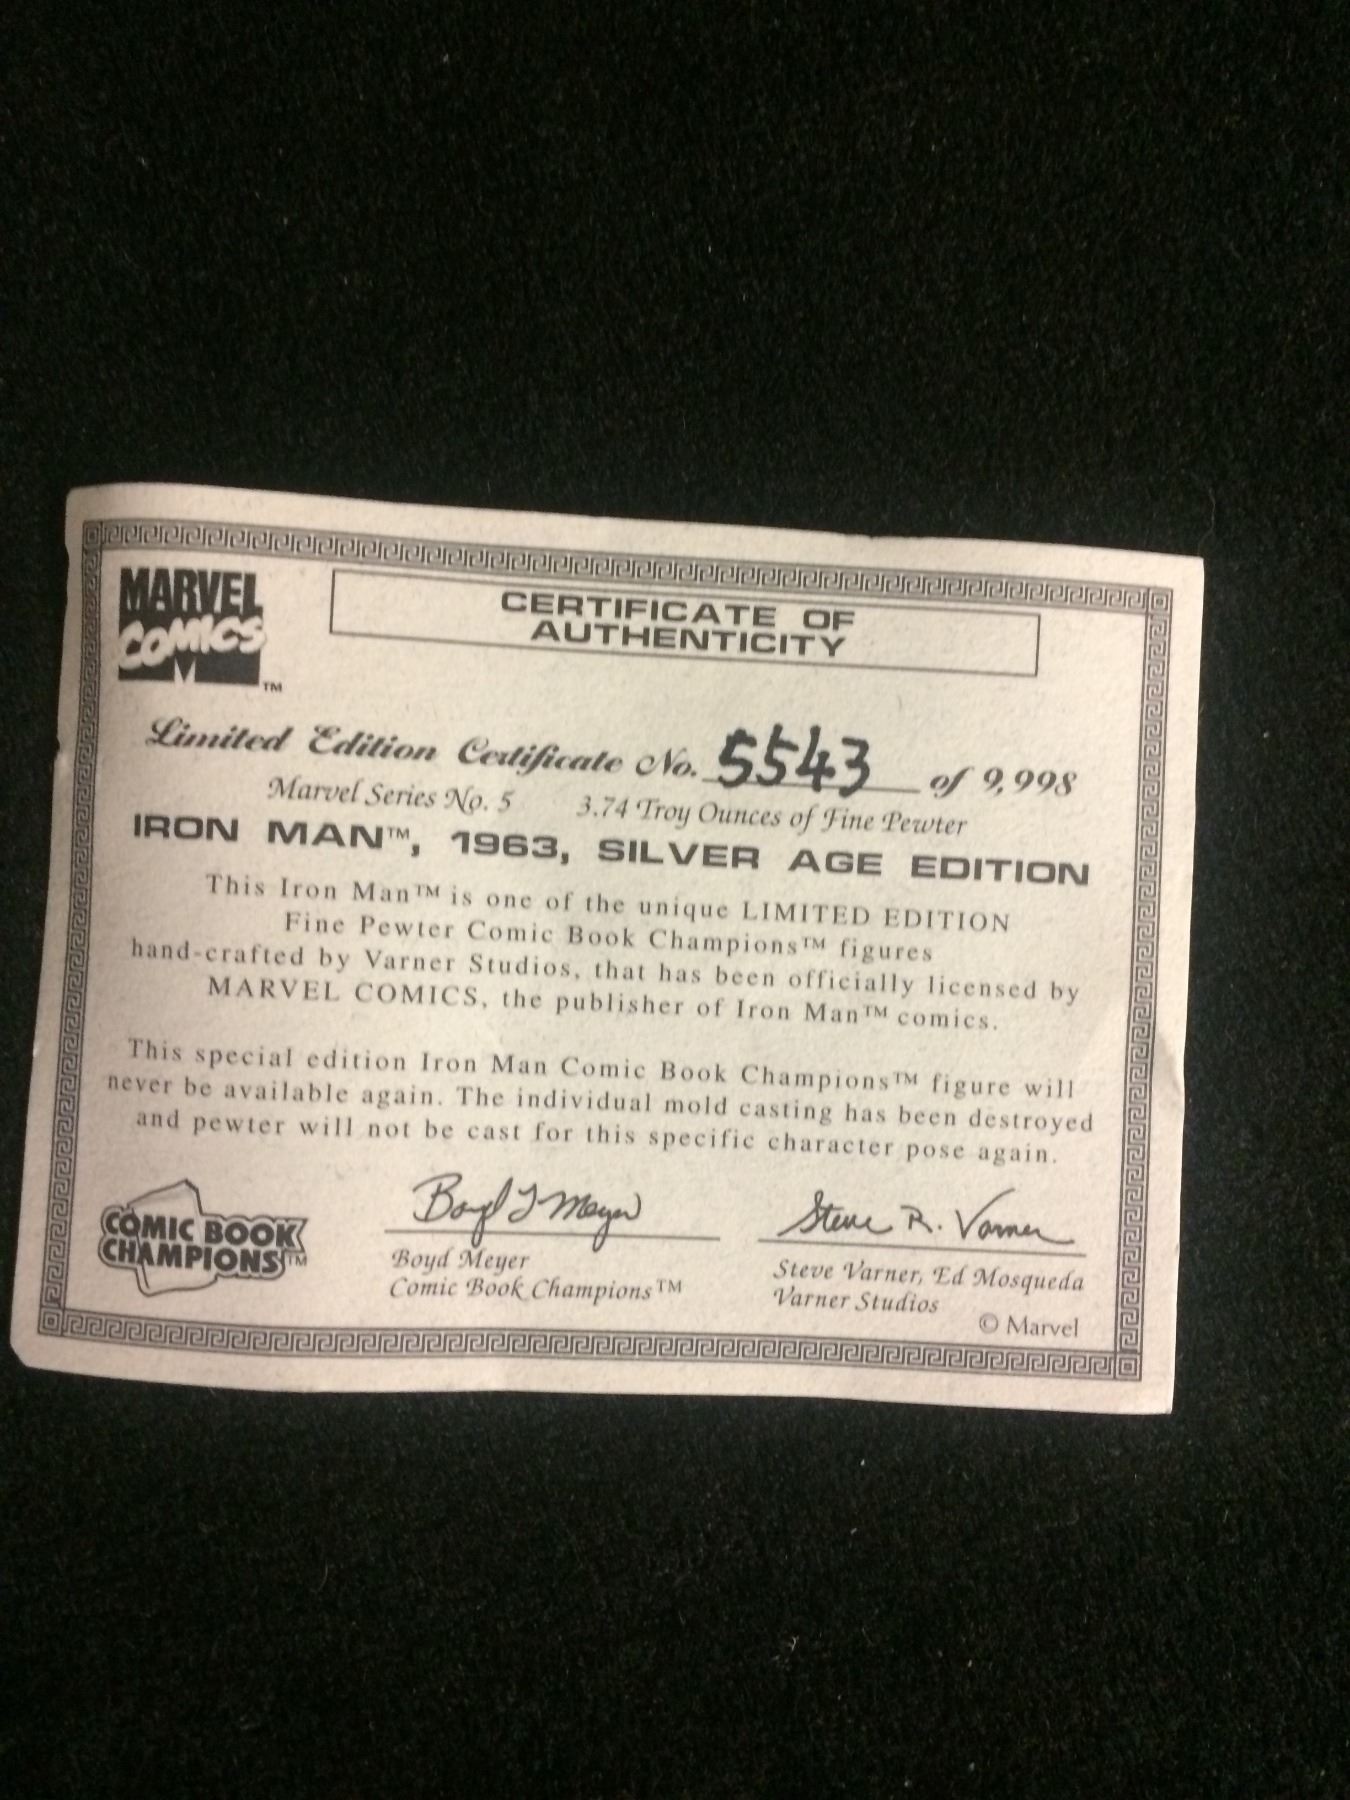 MARVEL
COMICS
M
TM
CERTIFICATE OF
AUTHENTICITY
Limited Edition Certificate No. 5543 of 9,998
Marvel Series No. 5 3.74 Troy Ounces of Fine Pewter
IRON MAN™, 1963, SILVER AGE EDITION
This Iron Man™ is one of the unique LIMITED EDITION
Fine Pewter Comic Book Champions™ figures
hand-crafted by Varner Studios, that has been officially licensed by
MARVEL COMICS, the publisher of Iron Man™ comics.
This special edition Iron Man Comic Book Champions™ figure will
never be available again. The individual mold casting has been destroyed
and pewter will not be cast for this specific character pose again.
COMIC BOOK
CHAMPIONS™
Boyd J Meyer
Boyd Meyer
Comic Book Champions™
Steve R. Varner
Steve Varner, Ed Mosqueda
Varner Studios
© Marvel